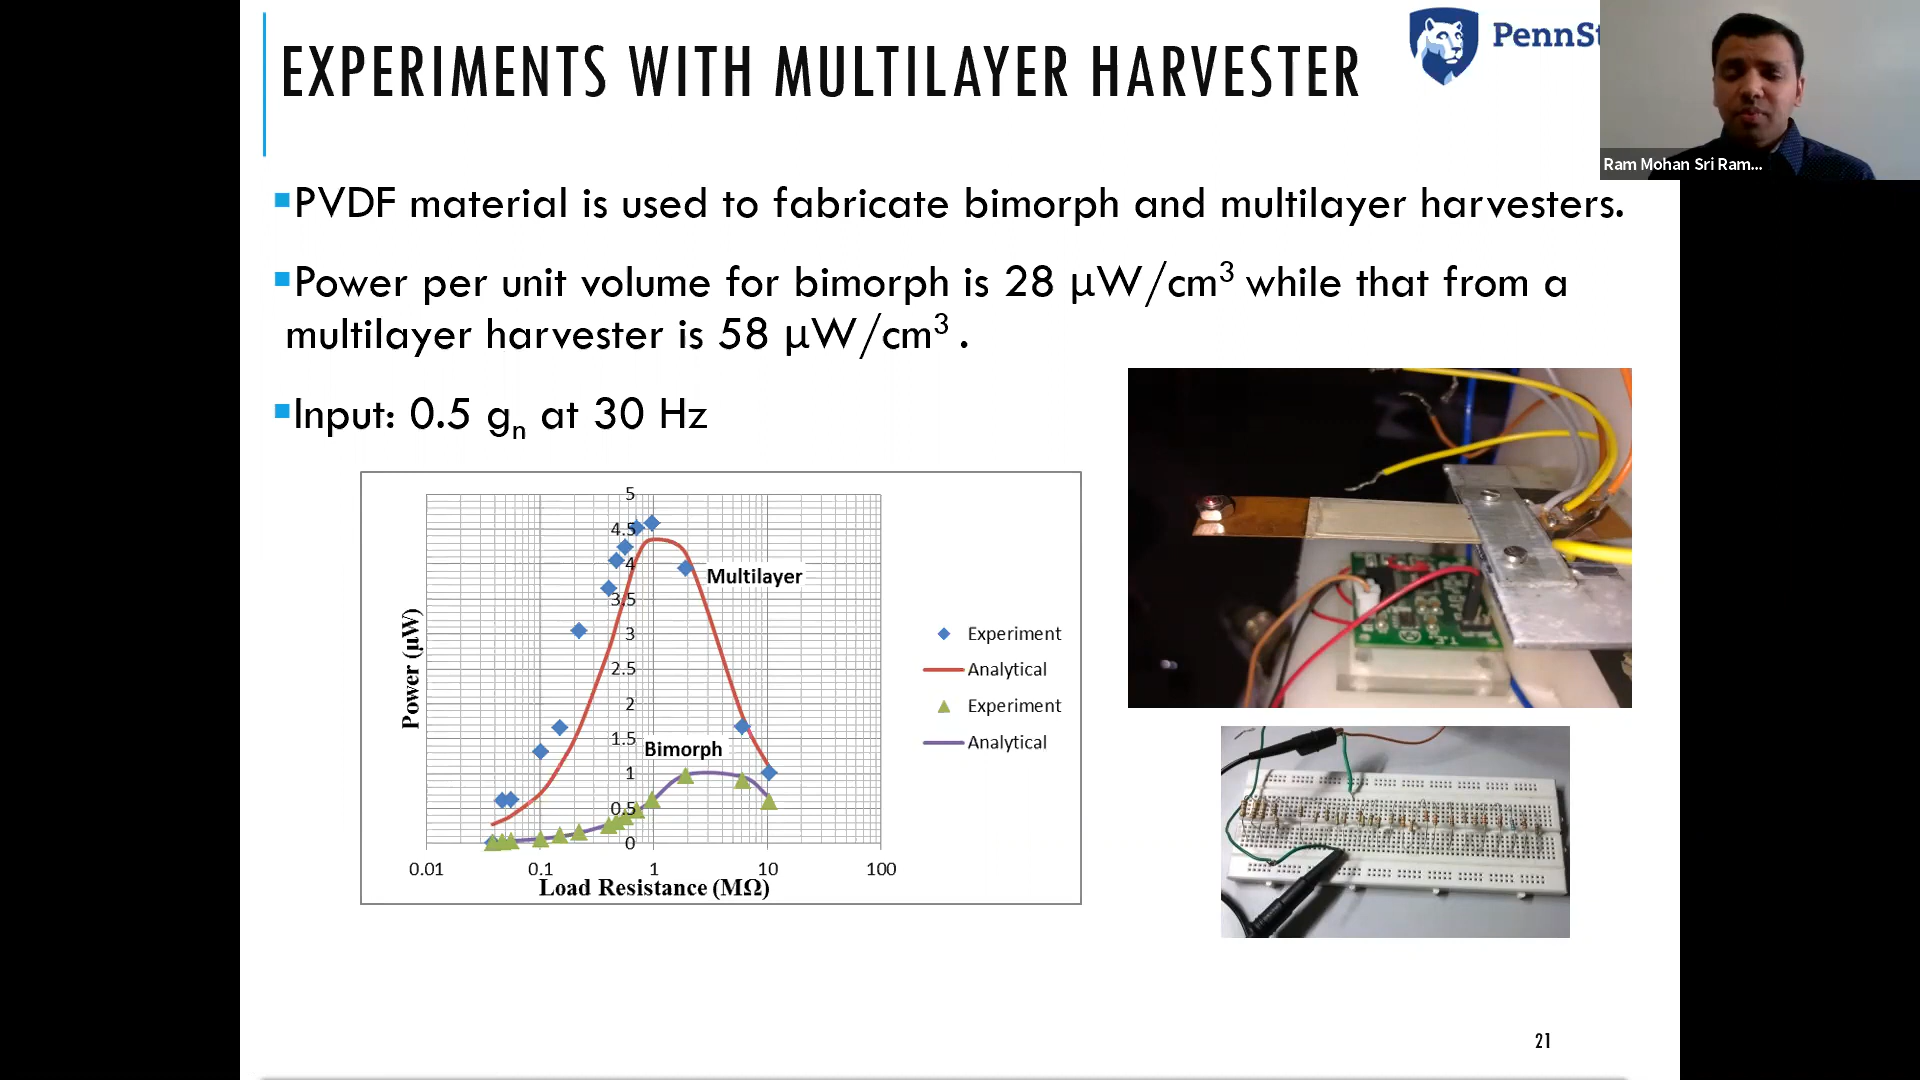 EXPERIMENTS WITH MULTILAYER HARVESTER
PennSt
Ram Mohan Sri Ram...
▪PVDF material is used to fabricate bimorph and multilayer harvesters.
▪Power per unit volume for bimorph is 28 µW/cm³ while that from a
multilayer harvester is 58 µW/cm³ .
▪Input: 0.5 gₙ at 30 Hz
5
4.5
4
3.5
3
2.5
2
1.5
1
0.5
0
Multilayer
Bimorph
Power (µW)
0.01 0.1 1 10 100
Load Resistance (MΩ)
Experiment
Analytical
Experiment
Analytical
21